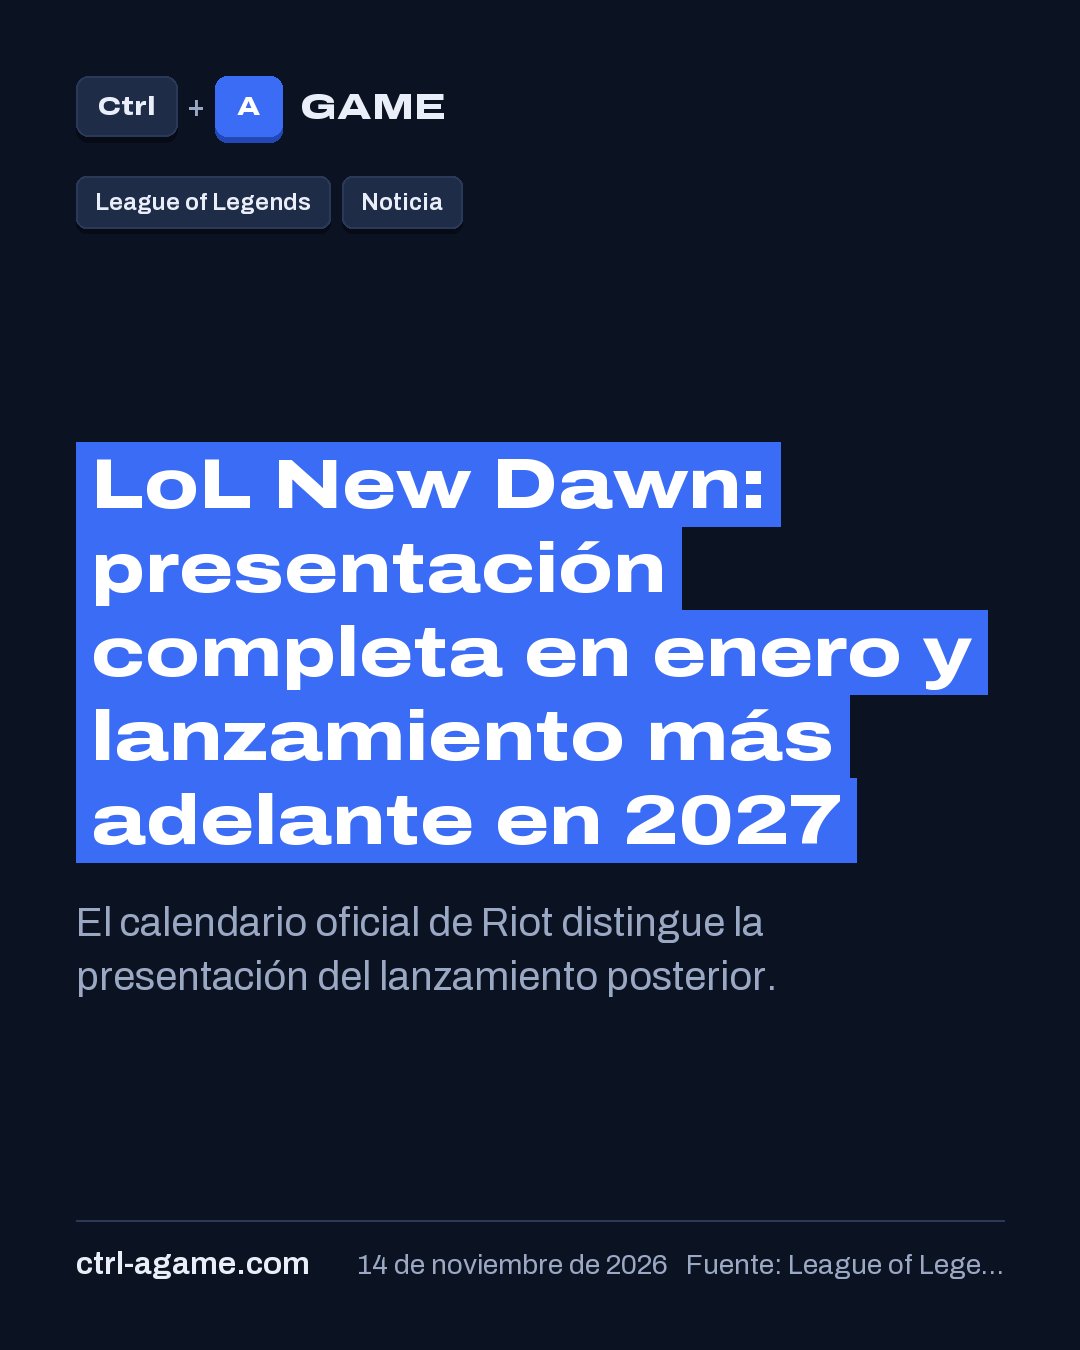 Ctrl + A GAME
League of Legends Noticia
LoL New Dawn:
presentación
completa en enero y
lanzamiento más
adelante en 2027
El calendario oficial de Riot distingue la
presentación del lanzamiento posterior.
ctrl-agame.com 14 de noviembre de 2026 Fuente: League of Lege...